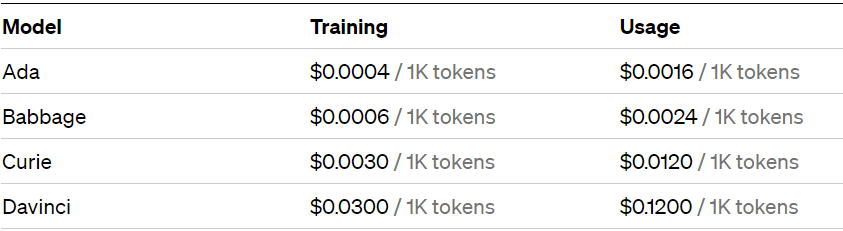 Model Training Usage
Ada $0.0004 / 1K tokens $0.0016 / 1K tokens
Babbage $0.0006 / 1K tokens $0.0024 / 1K tokens
Curie $0.0030 / 1K tokens $0.0120 / 1K tokens
Davinci $0.0300 / 1K tokens $0.1200 / 1K tokens